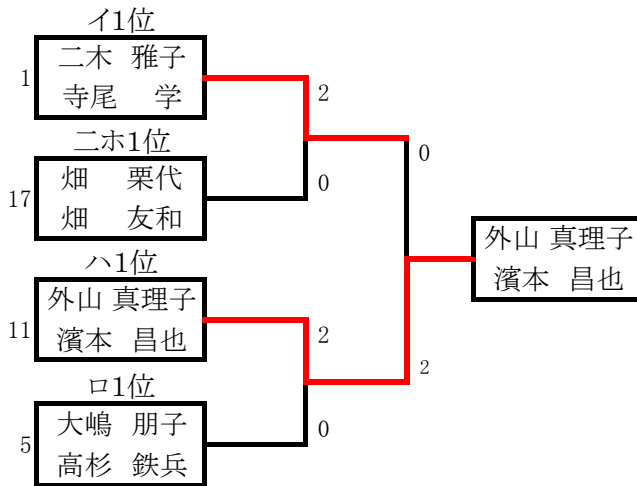 イ1位
1
二木 雅子
寺尾 学
2
0
ニホ1位
17
畑 栗代
畑 友和
0
外山 真理子
濱本 昌也
ハ1位
11
外山 真理子
濱本 昌也
2
2
ロ1位
5
大嶋 朋子
高杉 鉄兵
0